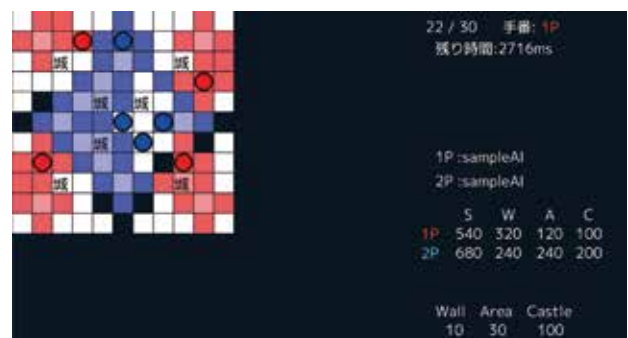 22 / 30 手番: 1P
残り時間:2716ms
城 城
城 城
城
城 城
1P :sampleAI
2P :sampleAI
S W A C
1P 540 320 120 100
2P 680 240 240 200
Wall Area Castle
10 30 100